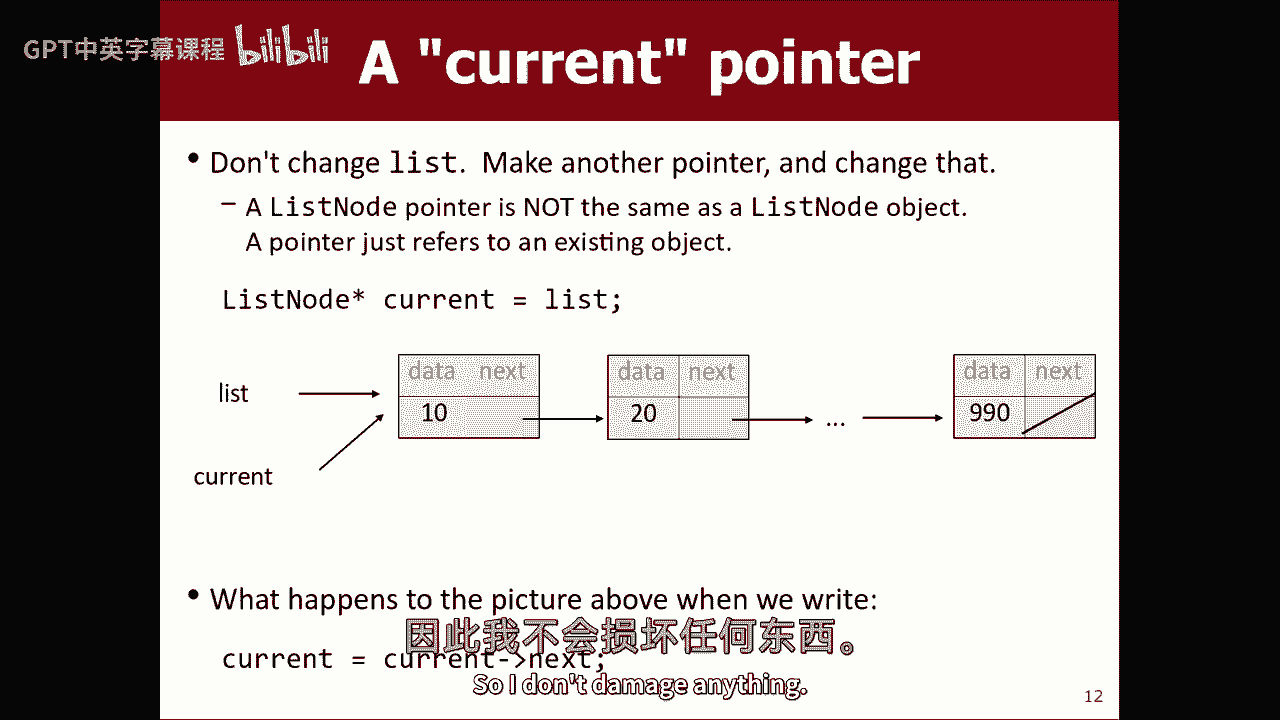 GPT中英字幕课程 bilibili
A "current" pointer
• Don't change list. Make another pointer, and change that.
– A ListNode pointer is NOT the same as a ListNode object.
A pointer just refers to an existing object.
ListNode* current = list;
data next data next data next
list 10 20 ... 990
current
• What happens to the picture above when we write:
因此我不会损坏任何东西。
current = current->next;
So I don't damage anything.
12